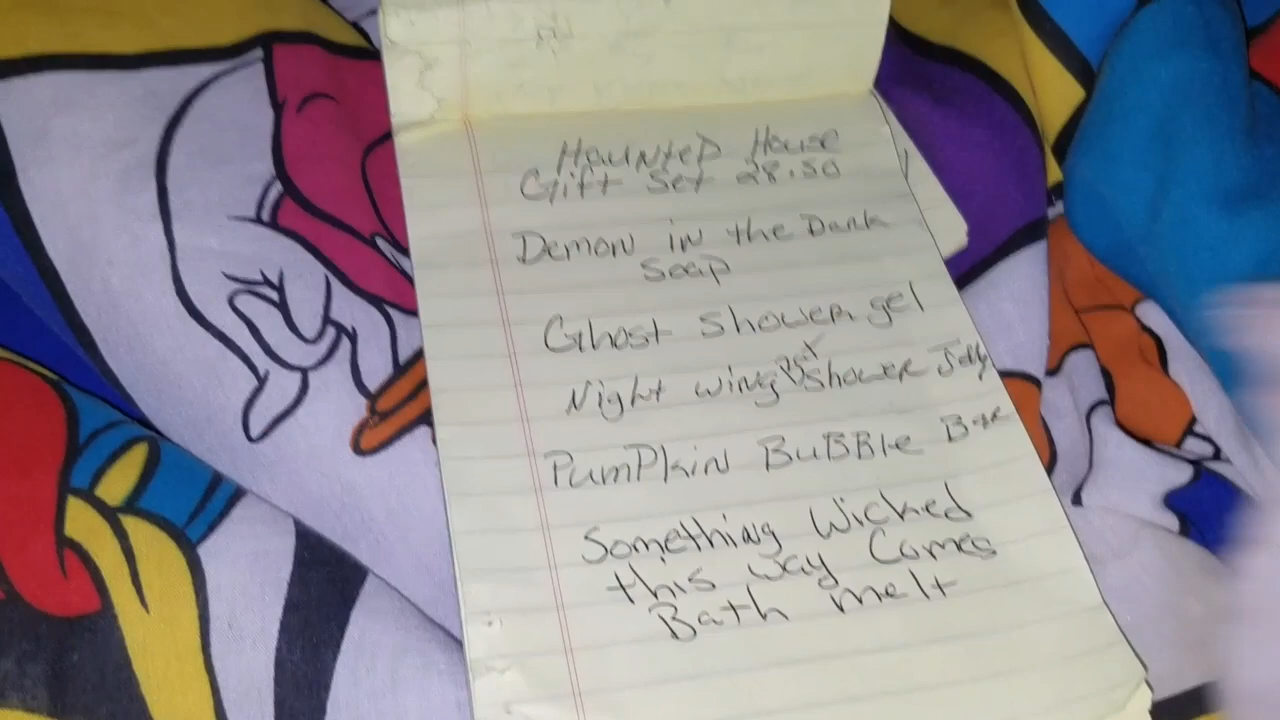 Haunted House
Gift Set 28.50
Demon in the Dark
Soap
Ghost Shower gel
Night wing Shower Jelly
Pumpkin Bubble Bar
Something Wicked
this way Comes
Bath melt